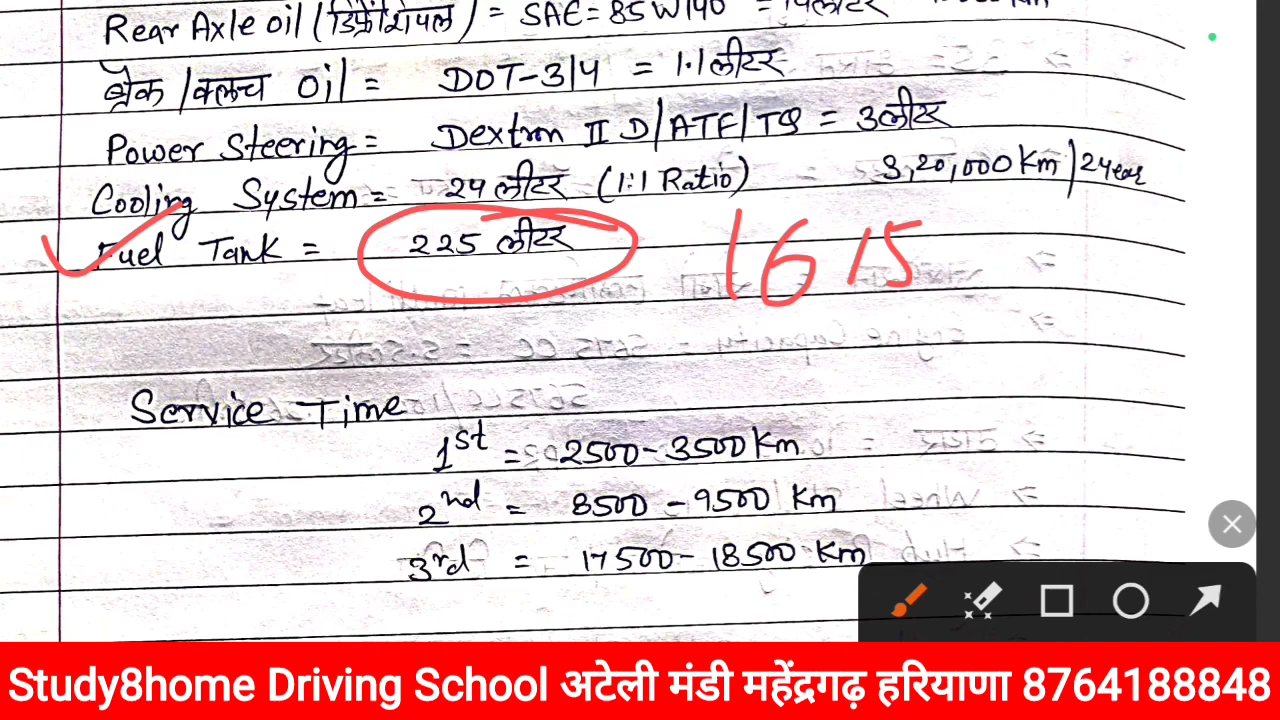 Rear Axle oil (डिफ्रेंशियल) = SAE = 85W140 =
ब्रेक/क्लच Oil = DOT-3/4 = 1.1 लीटर
Power Steering = Dextron II D/ATF/TQ = 3 लीटर
Cooling System = 24 लीटर (1:1 Ratio) 3,20,000 Km/24ear
Fuel Tank = 225 लीटर 1615
Service Time
1st = 2500-3500 Km
2nd = 8500-9500 Km
3rd = 17500-18500 Km
Study8home Driving School अटेली मंडी महेंद्रगढ़ हरियाणा 8764188848